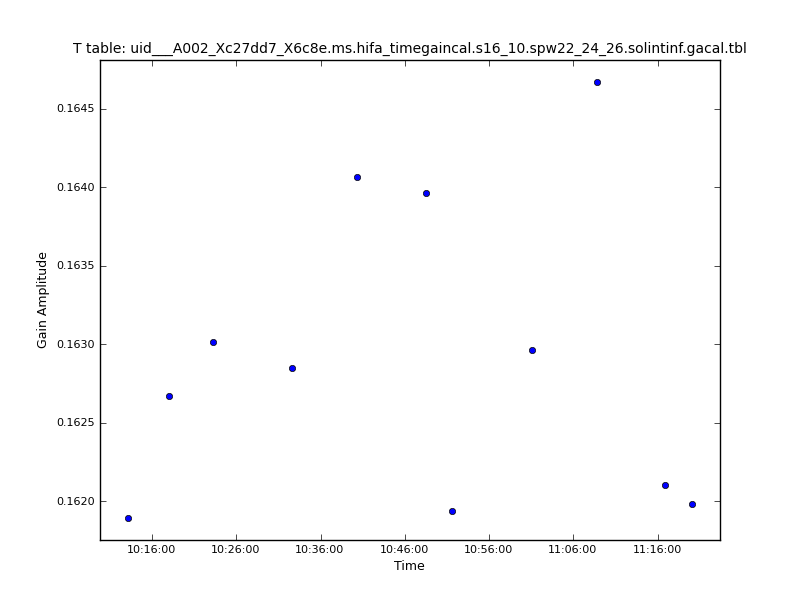 T table: uid___A002_Xc27dd7_X6c8e.ms.hifa_timegaincal.s16_10.spw22_24_26.solintinf.gacal.tbl
0.1645
0.1640
0.1635
0.1630
0.1625
0.1620
Gain Amplitude
10:16:00 10:26:00 10:36:00 10:46:00 10:56:00 11:06:00 11:16:00
Time